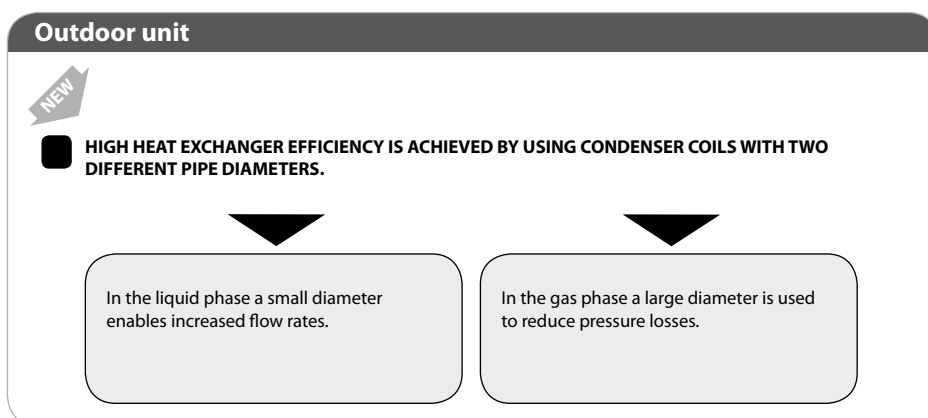 Outdoor unit
NEW
HIGH HEAT EXCHANGER EFFICIENCY IS ACHIEVED BY USING CONDENSER COILS WITH TWO
DIFFERENT PIPE DIAMETERS.
In the liquid phase a small diameter
enables increased flow rates.
In the gas phase a large diameter is used
to reduce pressure losses.